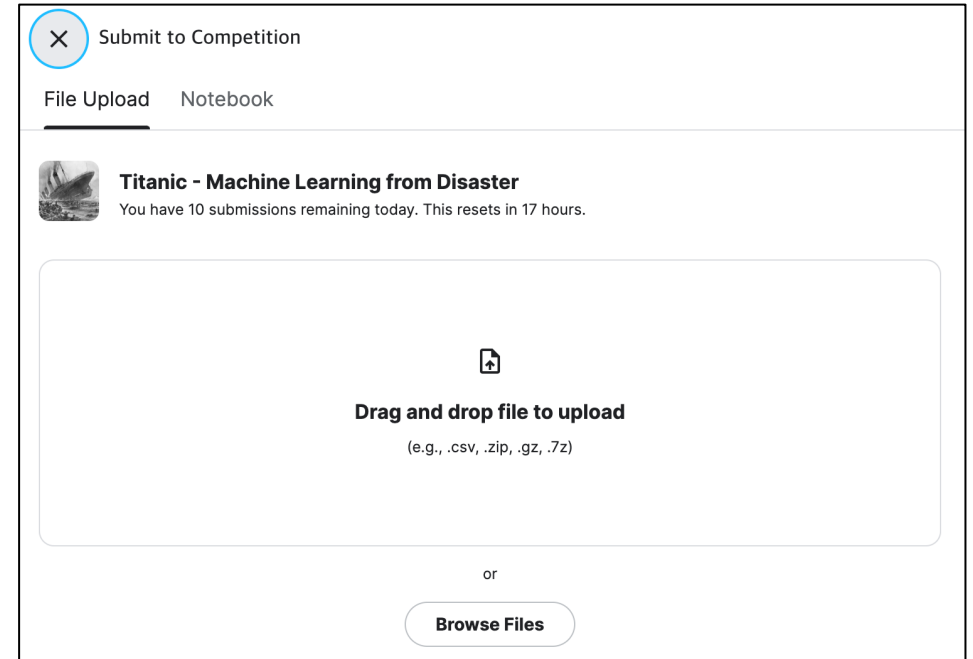 Submit to Competition
File Upload Notebook
Titanic - Machine Learning from Disaster
You have 10 submissions remaining today. This resets in 17 hours.
Drag and drop file to upload
(e.g., .csv, .zip, .gz, .7z)
or
Browse Files